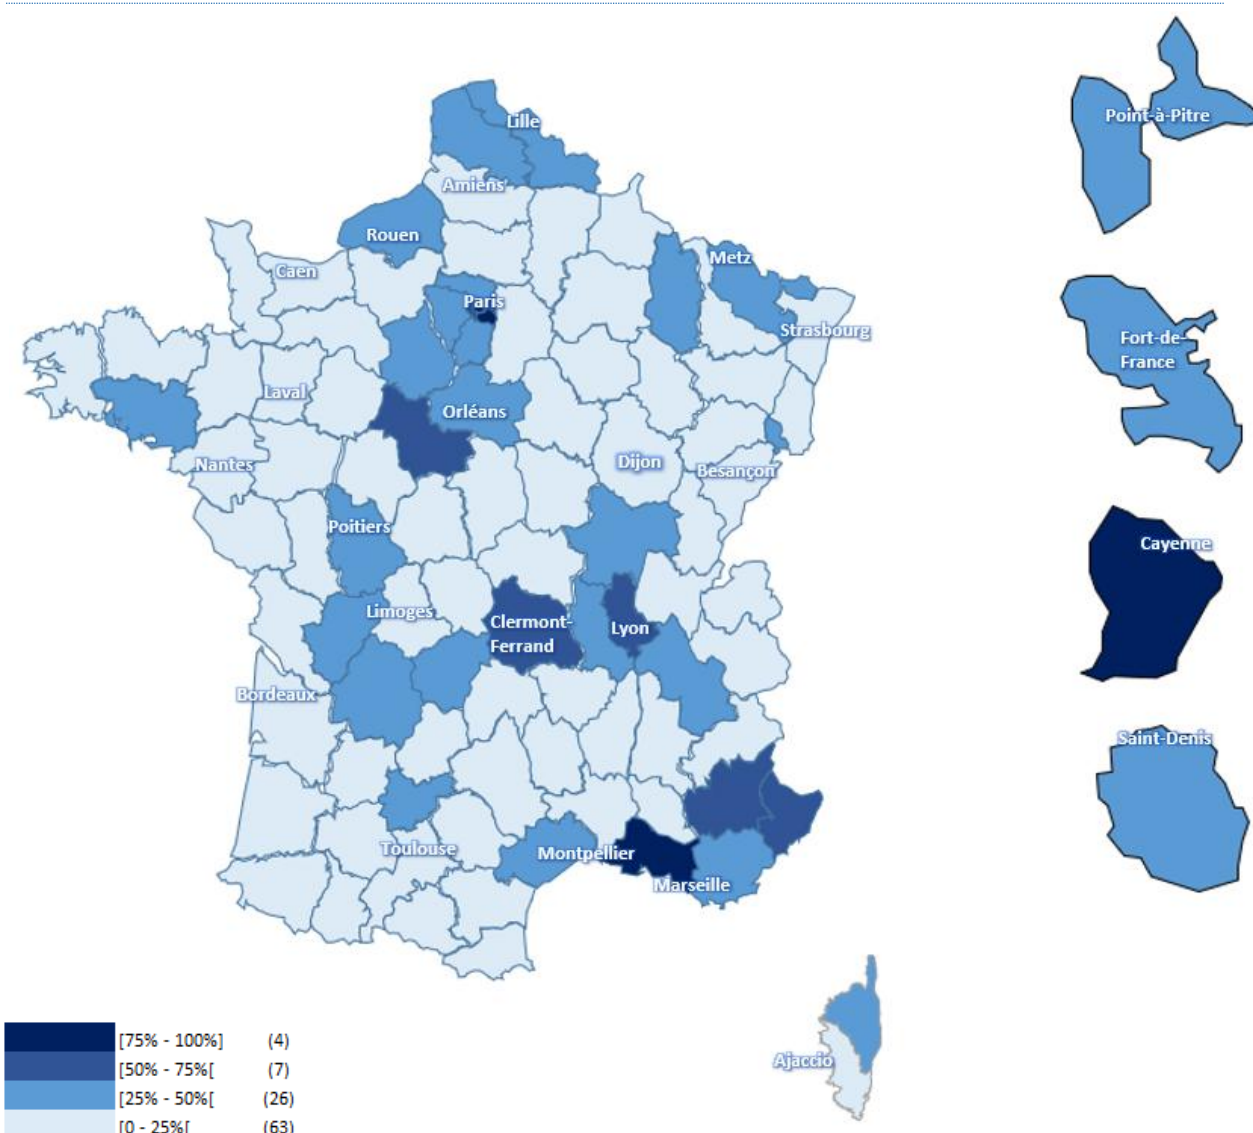 Point-à-Pitre
Lille
Amiens
Rouen
Caen
Metz
Paris
Strasbourg
Fort-de-
France
Laval
Orléans
Nantes
Dijon
Besançon
Poitiers
Cayenne
Limoges
Clermont-
Ferrand
Lyon
Bordeaux
Saint-Denis
Toulouse
Montpellier
Marseille
Ajaccio
[75% - 100%] (4)
[50% - 75%[ (7)
[25% - 50%[ (26)
[0 - 25%[ (63)